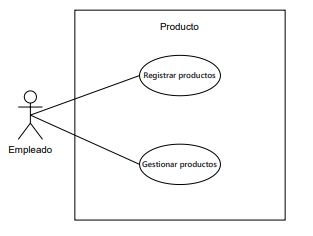 Producto
Registrar productos
Empleado
Gestionar productos